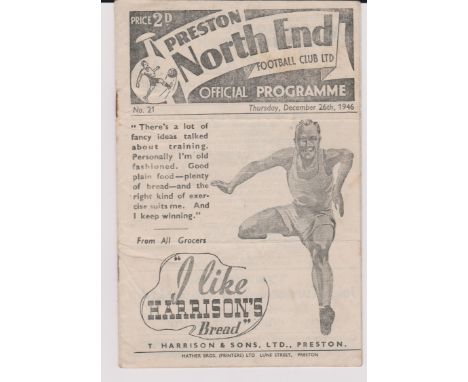 PRICE 2D
PRESTON
North End
FOOTBALL CLUB LTD
OFFICIAL PROGRAMME
No. 21
Thursday, December 26th, 1946
"There's a lot of
fancy ideas talked
about training.
Personally I'm old
fashioned. Good
plain food—plenty
of bread—and the
right kind of exer-
cise suits me. And
I keep winning."
From All Grocers
"I like
HARRISON'S
Bread"
T. HARRISON & SONS, LTD., PRESTON.
MATHER BROS. (PRINTERS) LTD LUNE STREET, PRESTON